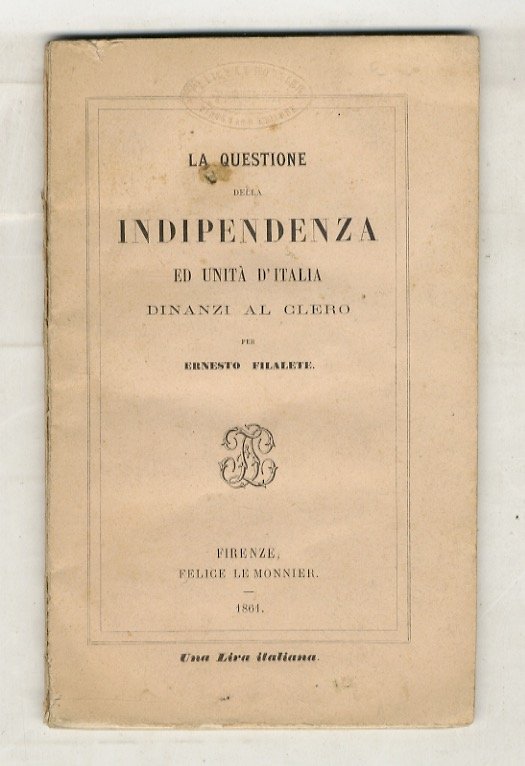 LA QUESTIONE
DELLA
INDIPENDENZA
ED UNITÀ D'ITALIA
DINANZI AL CLERO
PER
ERNESTO FILALETE.
FIRENZE,
FELICE LE MONNIER.
—
1861.
Una Lira italiana.